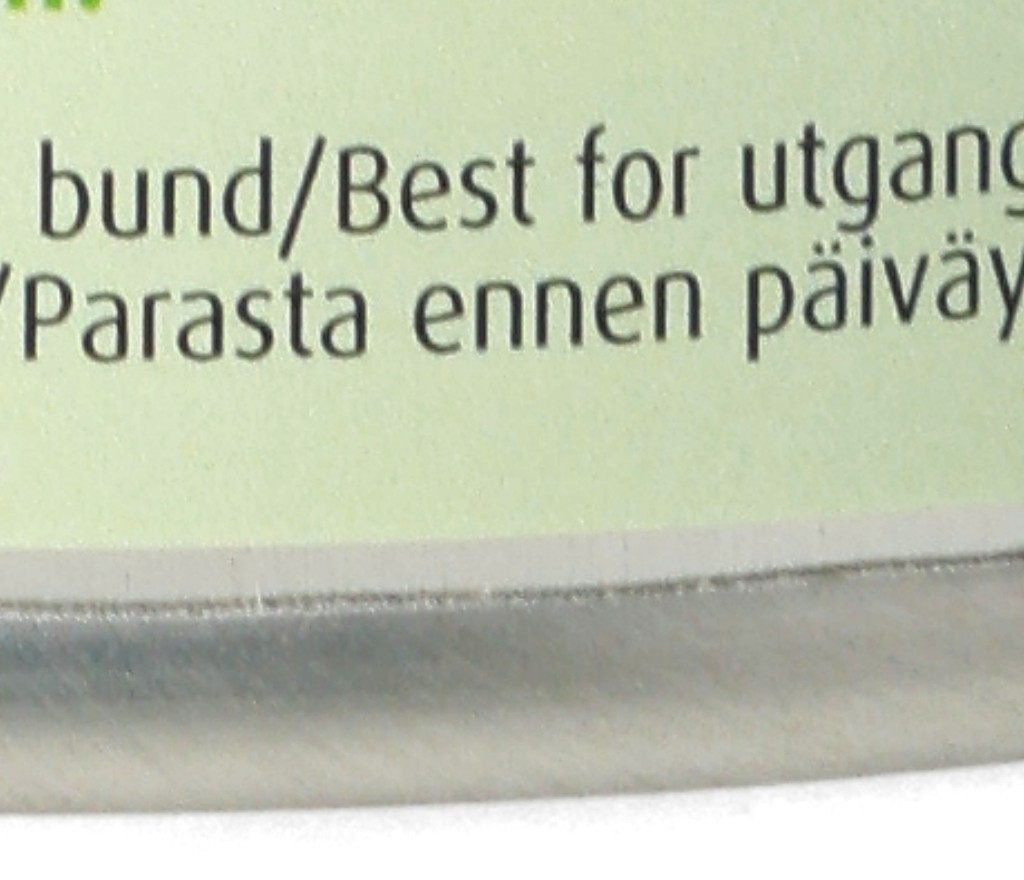 bund/Best for utgang
/Parasta ennen päiväy